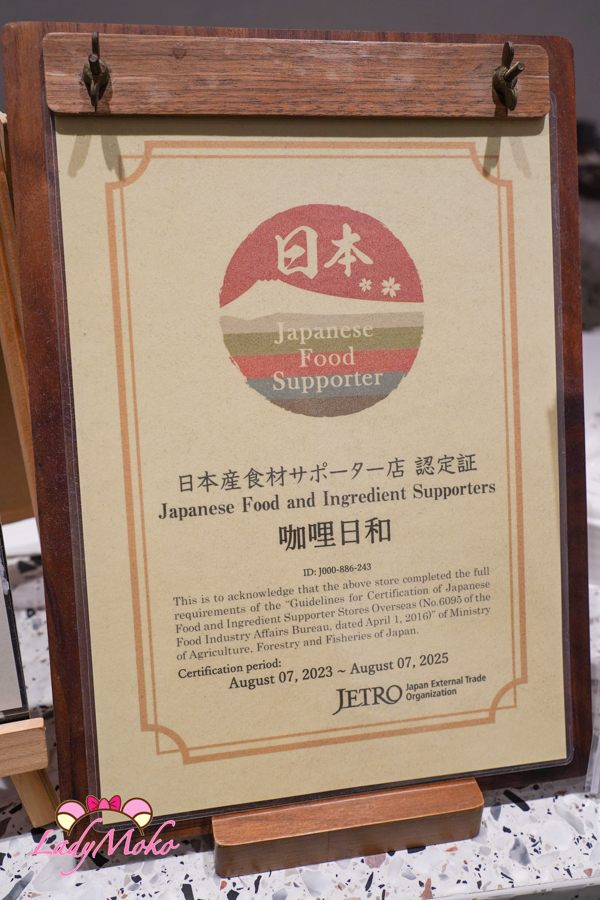 日本
Japanese
Food
Supporter
日本産食材サポーター店 認定証
Japanese Food and Ingredient Supporters
咖哩日和
ID: J000-886-243
This is to acknowledge that the above store completed the full
requirements of the "Guidelines for Certification of Japanese
Food and Ingredient Supporter Stores Overseas (No.6095 of the
Food Industry Affairs Bureau, dated April 1, 2016)" of Ministry
of Agriculture, Forestry and Fisheries of Japan.
Certification period:
August 07, 2023 ~ August 07, 2025
JETRO Japan External Trade
Organization
LadyMoko